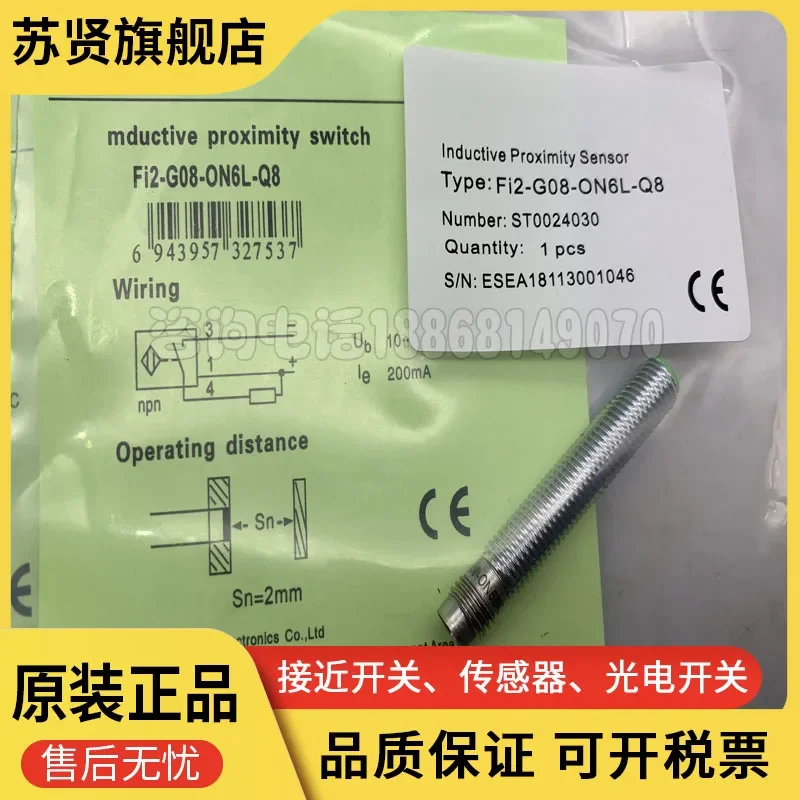 苏贤旗舰店
mductive proximity switch
Fi2-G08-ON6L-Q8
6 943957 327537
Wiring
3
1
4
+
npn
Ub 10-
Ie 200mA
Operating distance
Sn
Sn=2mm
ctronics Co.,Ltd
CE
C
Inductive Proximity Sensor
Type: Fi2-G08-ON6L-Q8
Number: ST0024030
Quantity: 1 pcs
S/N: ESEA18113001046
CE
咨询电话18868149070
原装正品
售后无忧
接近开关、传感器、光电开关
品质保证 可开税票